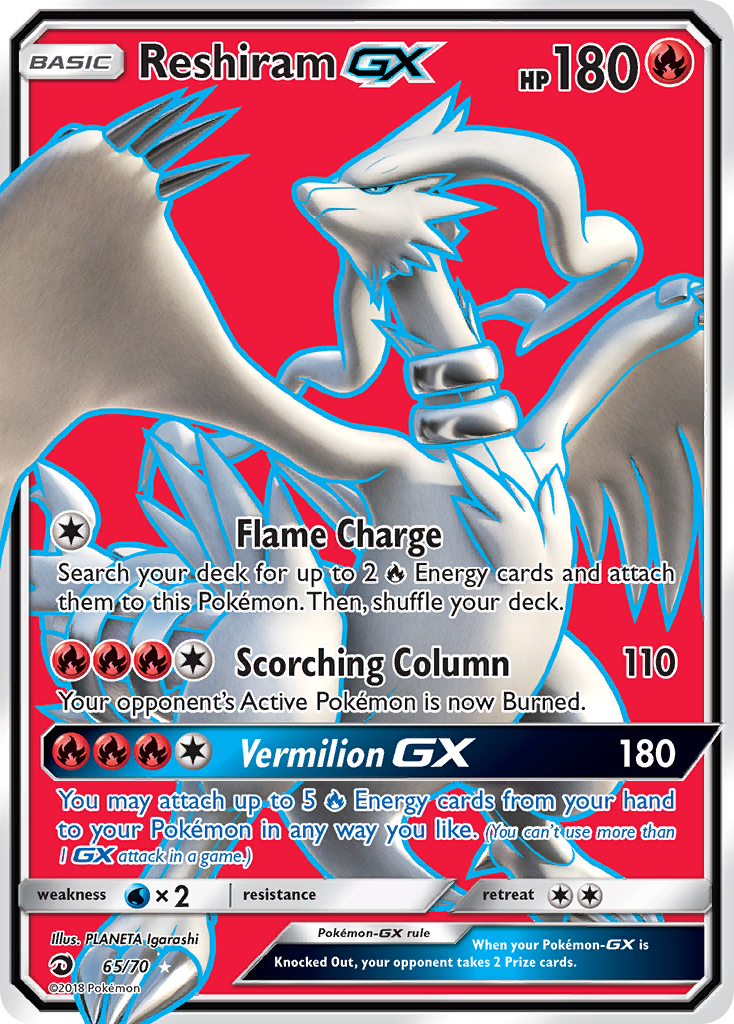 BASIC Reshiram GX HP 180
Flame Charge
Search your deck for up to 2 Energy cards and attach
them to this Pokémon. Then, shuffle your deck.
Scorching Column 110
Your opponent's Active Pokémon is now Burned.
Vermilion GX 180
You may attach up to 5 Energy cards from your hand
to your Pokémon in any way you like. (You can't use more than
1 GX attack in a game.)
weakness × 2 resistance retreat
Illus. PLANETA Igarashi
65/70
©2018 Pokémon
Pokémon-GX rule
When your Pokémon-GX is
Knocked Out, your opponent takes 2 Prize cards.